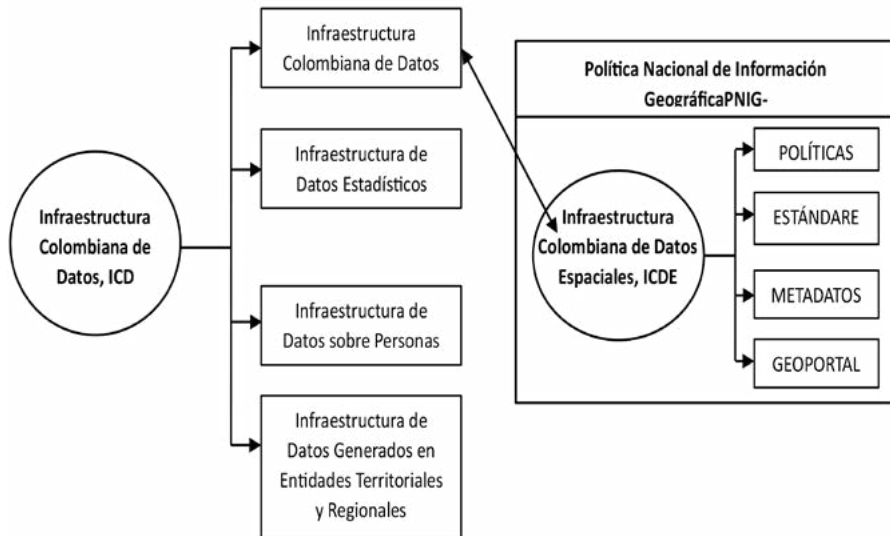 Infraestructura
Colombiana de
Datos, ICD
Infraestructura
Colombiana de Datos
Infraestructura de
Datos Estadísticos
Infraestructura de
Datos sobre Personas
Infraestructura de
Datos Generados en
Entidades Territoriales
y Regionales
Política Nacional de Información
GeográficaPNIG-
Infraestructura
Colombiana de Datos
Espaciales, ICDE
POLÍTICAS
ESTÁNDARE
METADATOS
GEOPORTAL